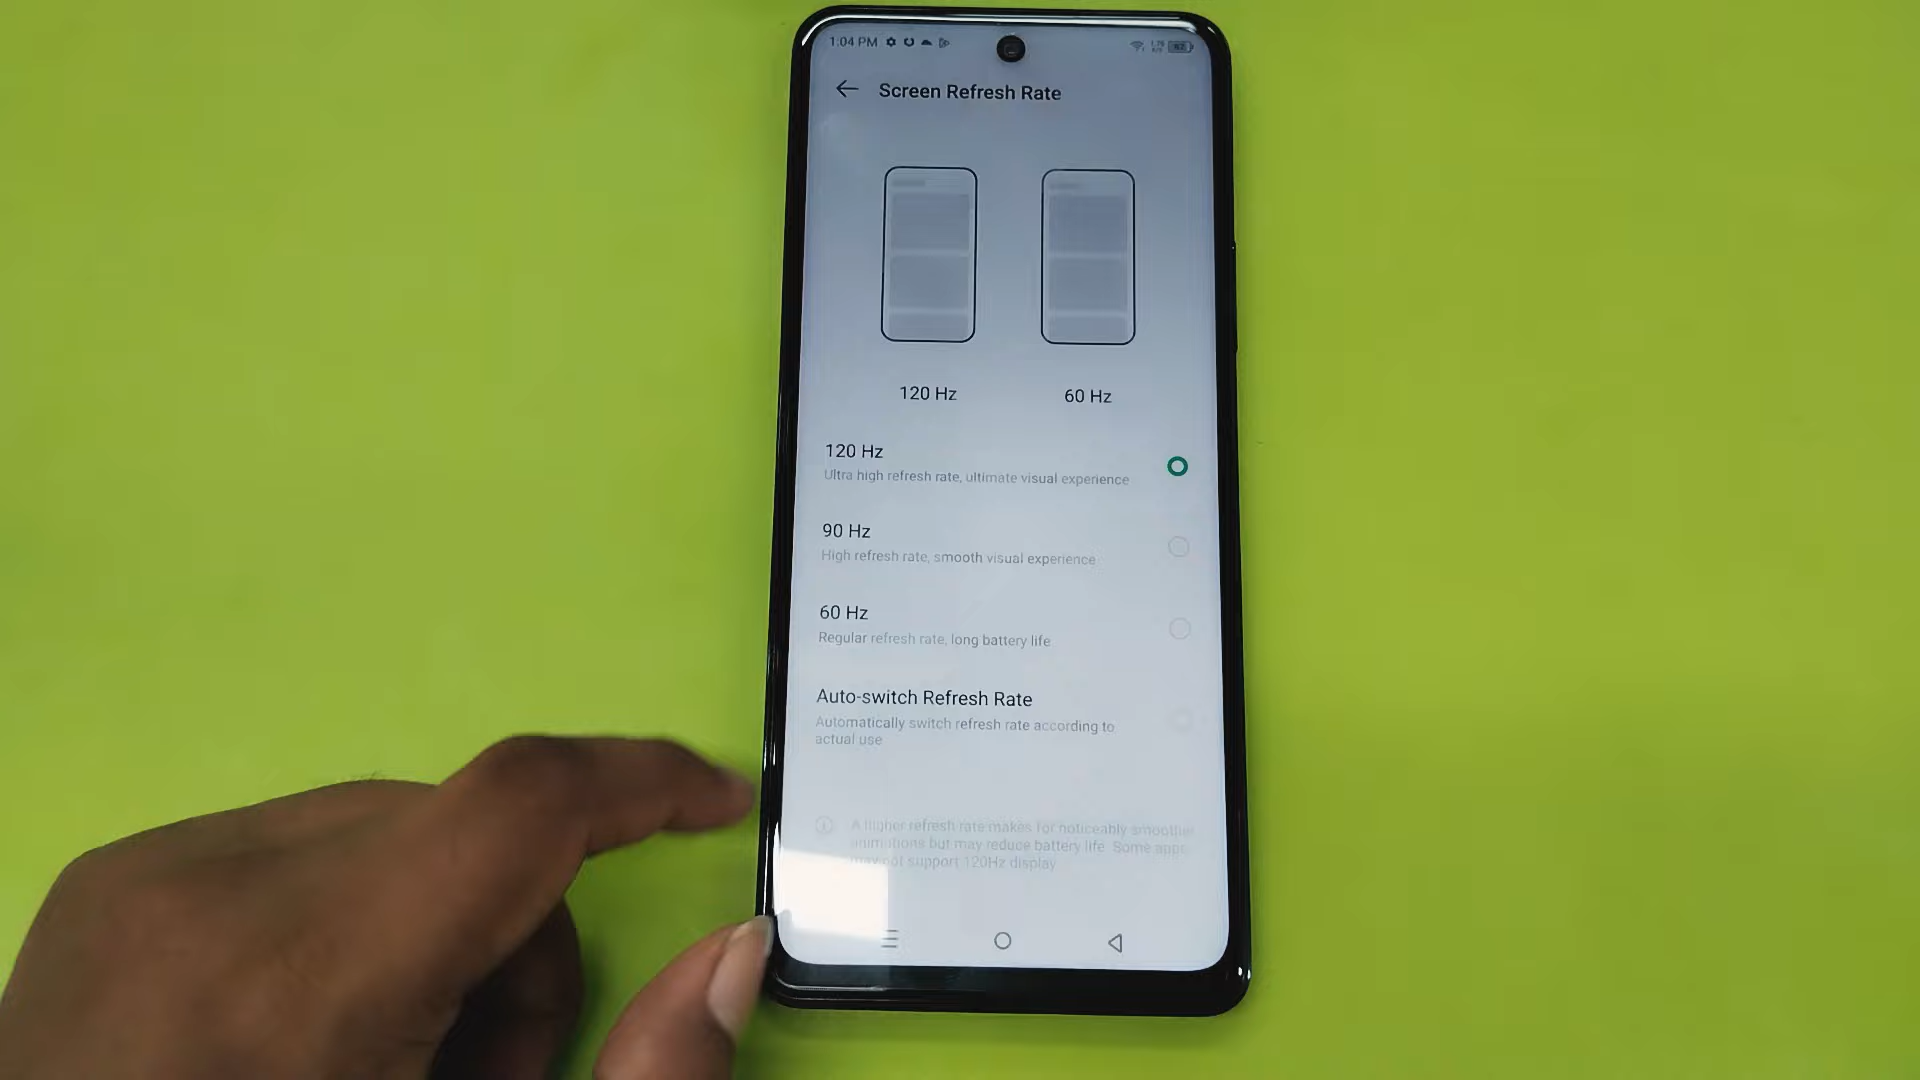 1:04 PM
62
Screen Refresh Rate
120 Hz
60 Hz
120 Hz
Ultra high refresh rate, ultimate visual experience
90 Hz
High refresh rate, smooth visual experience
60 Hz
Regular refresh rate, long battery life
Auto-switch Refresh Rate
Automatically switch refresh rate according to
actual use
A higher refresh rate makes for noticeably smoother
animations but may reduce battery life. Some apps
may not support 120Hz display